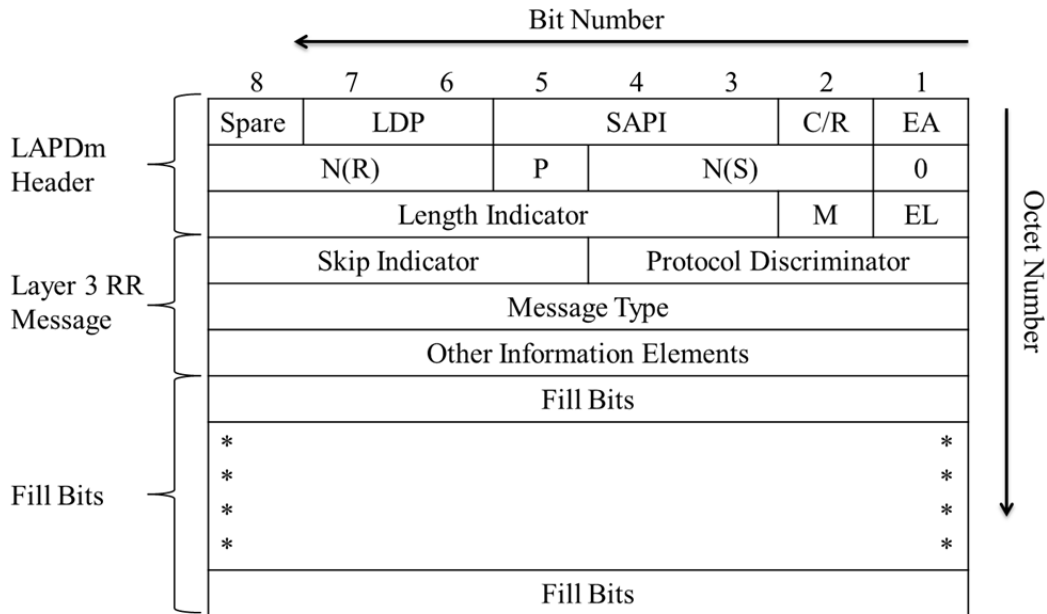 Bit Number
8 7 6 5 4 3 2 1
Spare LDP SAPI C/R EA
N(R) P N(S) 0
Length Indicator M EL
LAPDm
Header
Skip Indicator Protocol Discriminator
Message Type
Other Information Elements
Layer 3 RR
Message
Fill Bits
* *
* *
* *
* *
Fill Bits
Fill Bits
Octet Number